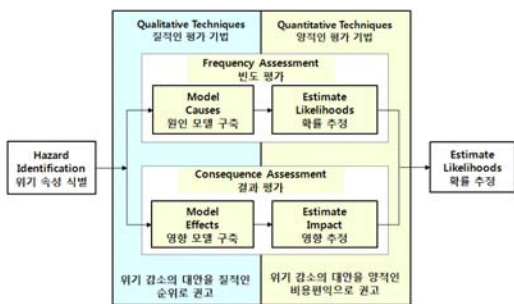 Qualitative Techniques
질적인 평가 기법
Quantitative Techniques
양적인 평가 기법
Frequency Assessment
빈도 평가
Model
Causes
원인 모델 구축
Estimate
Likelihoods
확률 추정
Hazard
Identification
위기 속성 식별
Estimate
Likelihoods
확률 추정
Consequence Assessment
결과 평가
Model
Effects
영향 모델 구축
Estimate
Impact
영향 추정
위기 감소의 대안을 질적인
순위로 권고
위기 감소의 대안을 양적인
비용편익으로 권고